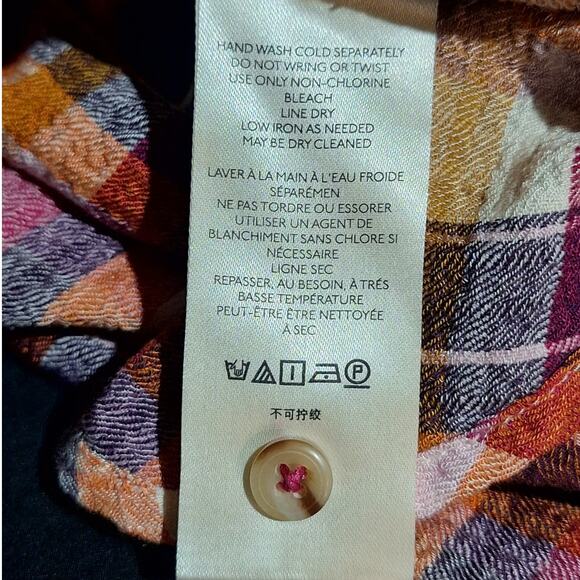 HAND WASH COLD SEPARATELY
DO NOT WRING OR TWIST
USE ONLY NON-CHLORINE
BLEACH
LINE DRY
LOW IRON AS NEEDED
MAY BE DRY CLEANED
LAVER À LA MAIN À L'EAU FROIDE
SÉPARÉMEN
NE PAS TORDRE OU ESSORER
UTILISER UN AGENT DE
BLANCHIMENT SANS CHLORE SI
NÉCESSAIRE
LIGNE SEC
REPASSER, AU BESOIN, À TRÉS
BASSE TEMPÉRATURE
PEUT-ÊTRE ÊTRE NETTOYÉE
À SEC
P
不可拧绞